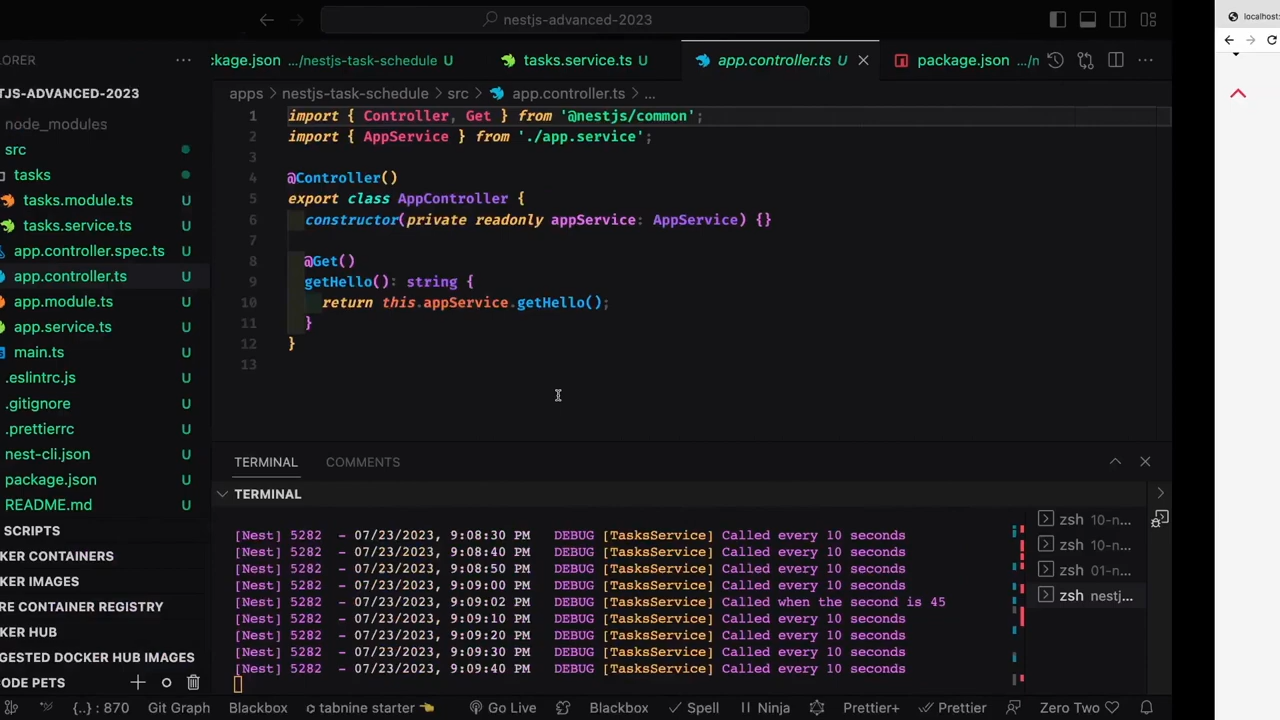 nestjs-advanced-2023
localhost:
ORER
ckage.json .../nestjs-task-schedule U
tasks.service.ts U
app.controller.ts U
package.json .../n
TJS-ADVANCED-2023
apps > nestjs-task-schedule > src > app.controller.ts > ...
node_modules
src
tasks
tasks.module.ts U
tasks.service.ts U
app.controller.spec.ts U
app.controller.ts U
app.module.ts U
app.service.ts U
main.ts U
.eslintrc.js U
.gitignore U
.prettierrc U
nest-cli.json U
package.json U
README.md U
SCRIPTS
KER CONTAINERS
KER IMAGES
RE CONTAINER REGISTRY
KER HUB
GESTED DOCKER HUB IMAGES
CODE PETS
1 import { Controller, Get } from '@nestjs/common';
2 import { AppService } from './app.service';
3
4 @Controller()
5 export class AppController {
6 constructor(private readonly appService: AppService) {}
7
8 @Get()
9 getHello(): string {
10 return this.appService.getHello();
11 }
12 }
13
TERMINAL COMMENTS
TERMINAL
[Nest] 5282 - 07/23/2023, 9:08:30 PM DEBUG [TasksService] Called every 10 seconds
[Nest] 5282 - 07/23/2023, 9:08:40 PM DEBUG [TasksService] Called every 10 seconds
[Nest] 5282 - 07/23/2023, 9:08:50 PM DEBUG [TasksService] Called every 10 seconds
[Nest] 5282 - 07/23/2023, 9:09:00 PM DEBUG [TasksService] Called every 10 seconds
[Nest] 5282 - 07/23/2023, 9:09:02 PM DEBUG [TasksService] Called when the second is 45
[Nest] 5282 - 07/23/2023, 9:09:10 PM DEBUG [TasksService] Called every 10 seconds
[Nest] 5282 - 07/23/2023, 9:09:20 PM DEBUG [TasksService] Called every 10 seconds
[Nest] 5282 - 07/23/2023, 9:09:30 PM DEBUG [TasksService] Called every 10 seconds
[Nest] 5282 - 07/23/2023, 9:09:40 PM DEBUG [TasksService] Called every 10 seconds
zsh 10-n...
zsh 10-n...
zsh 01-n...
zsh nestj...
{..} : 870 Git Graph Blackbox tabnine starter Go Live Blackbox Spell Ninja Prettier+ Prettier Zero Two